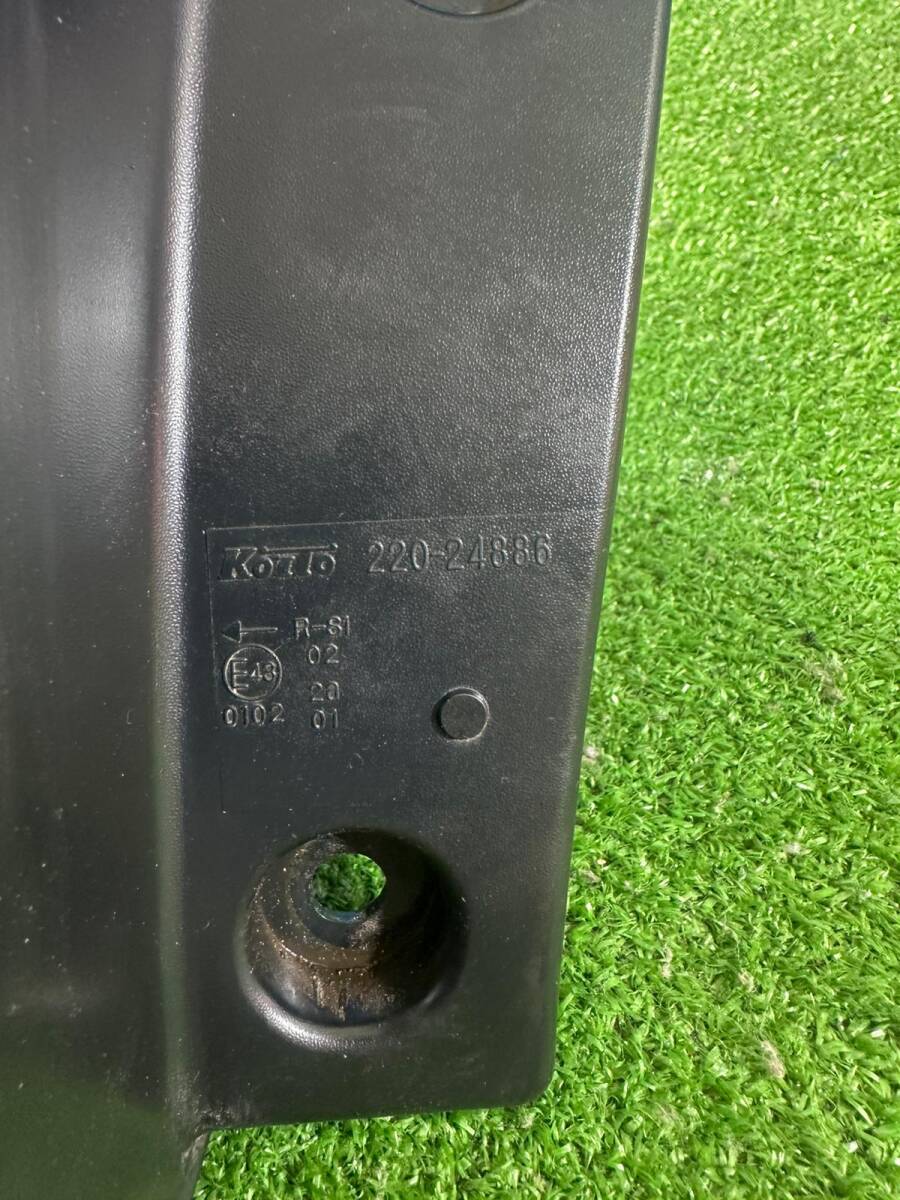 KOITO 220-24886
← R-S1
02
E43 20
0102 01